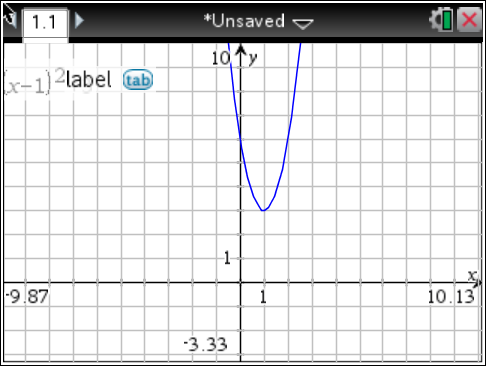 1.1 *Unsaved
10 y
(x-1)²label tab
1
x
-9.87 1 10.13
-3.33